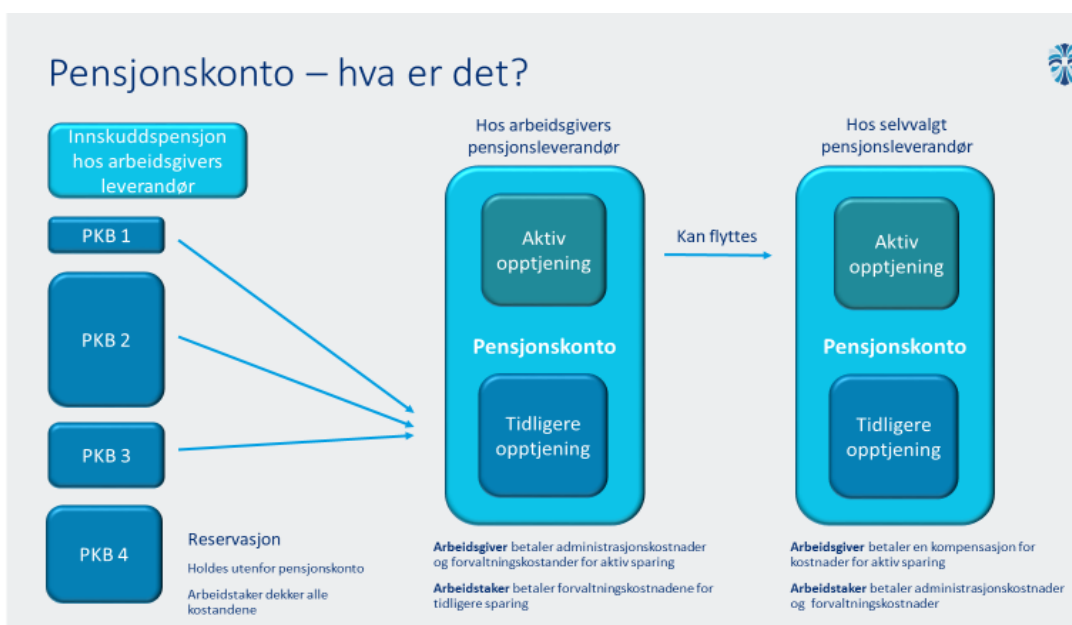 Pensjonskonto – hva er det?
Innskuddspensjon
hos arbeidsgivers
leverandør
PKB 1
PKB 2
PKB 3
PKB 4
Reservasjon
Holdes utenfor pensjonskonto
Arbeidstaker dekker alle
kostandene
Hos arbeidsgivers
pensjonsleverandør
Aktiv
opptjening
Pensjonskonto
Tidligere
opptjening
Arbeidsgiver betaler administrasjonskostnader
og forvaltningskostander for aktiv sparing
Arbeidstaker betaler forvaltningskostnadene for
tidligere sparing
Kan flyttes
Hos selvvalgt
pensjonsleverandør
Aktiv
opptjening
Pensjonskonto
Tidligere
opptjening
Arbeidsgiver betaler en kompensasjon for
kostnader for aktiv sparing
Arbeidstaker betaler administrasjonskostnader
og forvaltningskostnader